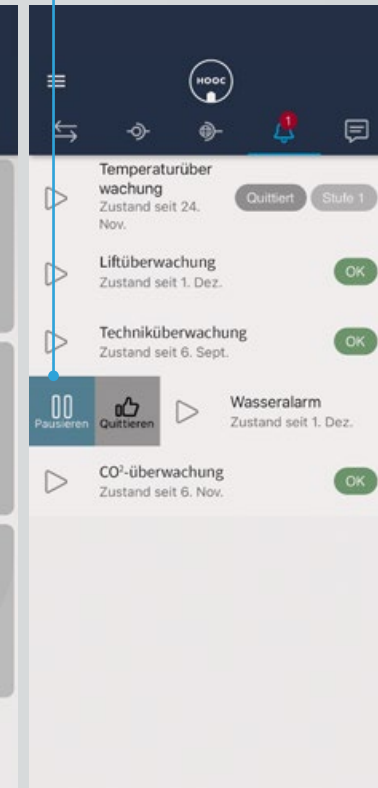 HOOC
1
Temperaturüber
wachung
Zustand seit 24.
Nov.
Quittiert
Stufe 1
Liftüberwachung
Zustand seit 1. Dez.
OK
Techniküberwachung
Zustand seit 6. Sept.
OK
Pausieren
Quittieren
Wasseralarm
Zustand seit 1. Dez.
CO²-überwachung
Zustand seit 6. Nov.
OK